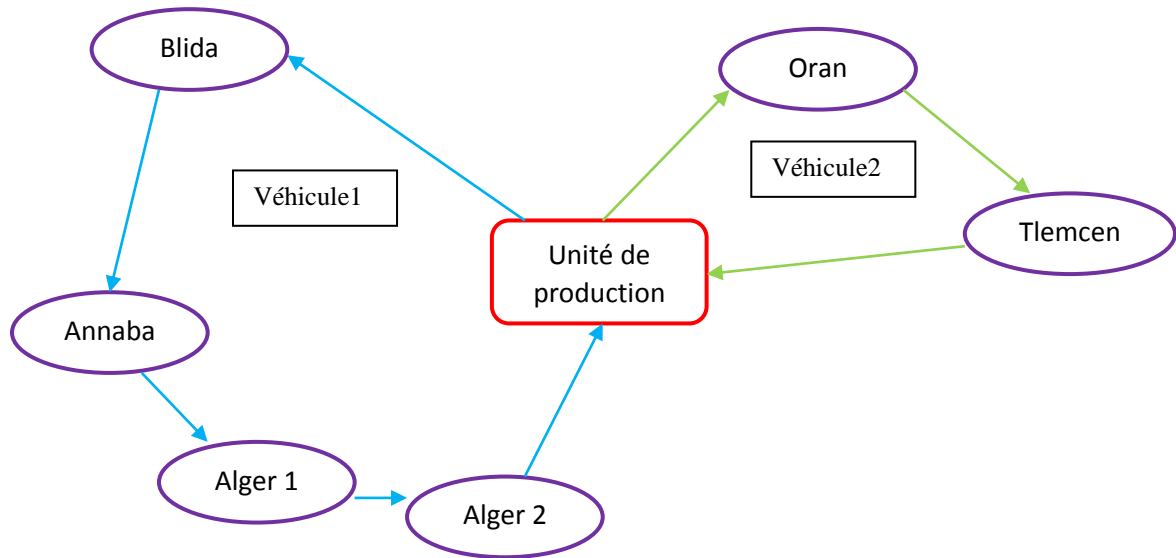 Blida
Oran
Véhicule1
Véhicule2
Tlemcen
Unité de
production
Annaba
Alger 1
Alger 2